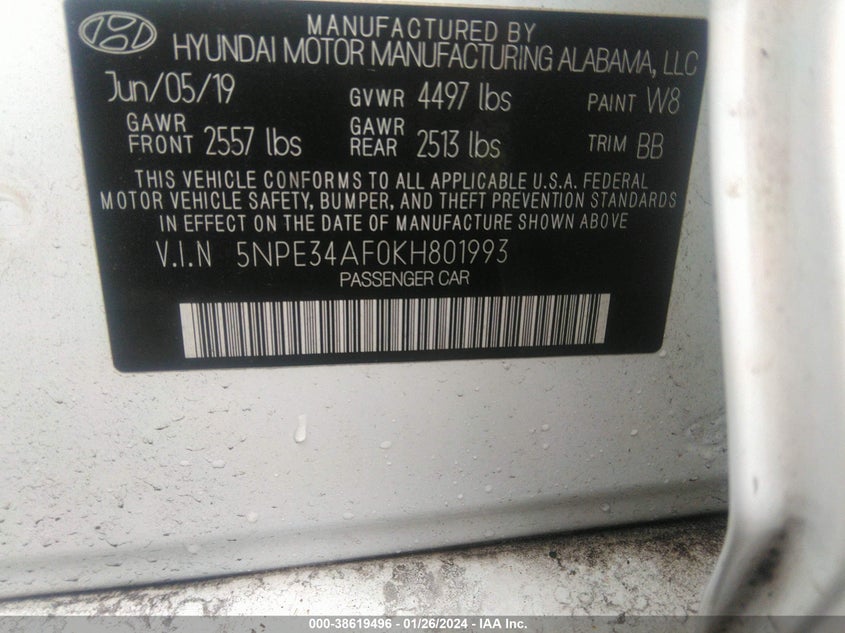 MANUFACTURED BY
HYUNDAI MOTOR MANUFACTURING ALABAMA, LLC
Jun/05/19 GVWR 4497 lbs PAINT W8
GAWR FRONT 2557 lbs GAWR REAR 2513 lbs TRIM BB
THIS VEHICLE CONFORMS TO ALL APPLICABLE U.S.A. FEDERAL
MOTOR VEHICLE SAFETY, BUMPER, AND THEFT PREVENTION STANDARDS
IN EFFECT ON THE DATE OF MANUFACTURE SHOWN ABOVE
V.I.N 5NPE34AF0KH801993
PASSENGER CAR
000-38619496 - 01/26/2024 - IAA Inc.